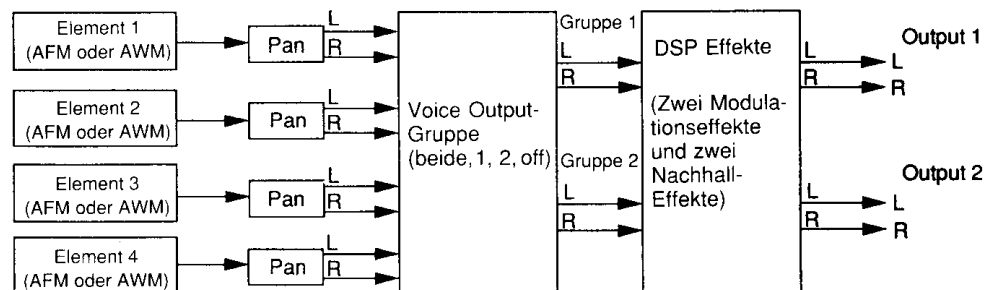 Element 1
(AFM oder AWM)
Pan
L
R
Element 2
(AFM oder AWM)
Pan
L
R
Element 3
(AFM oder AWM)
Pan
L
R
Element 4
(AFM oder AWM)
Pan
L
R
Voice Output-
Gruppe
(beide, 1, 2, off)
Gruppe 1
L
R
Gruppe 2
L
R
DSP Effekte
(Zwei Modula-
tionseffekte
und zwei
Nachhall-
Effekte)
Output 1
L
L
R
R
Output 2
L
L
R
R